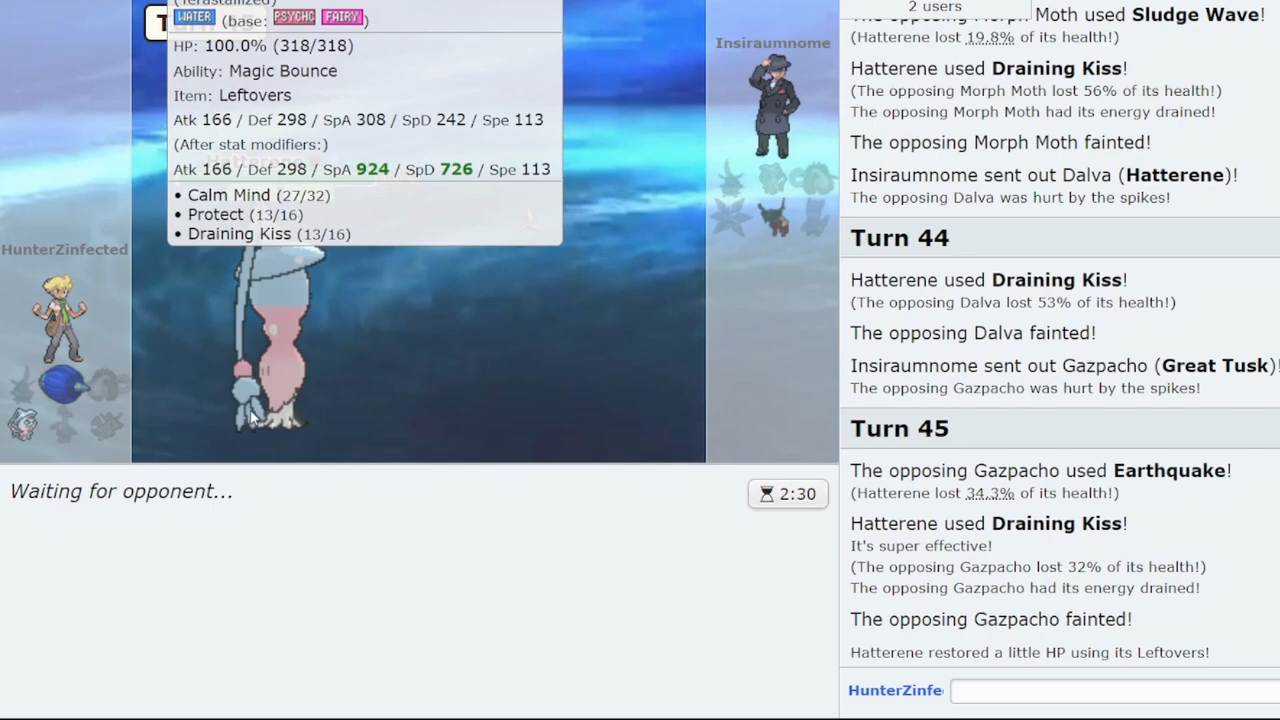 (Terastallized)
WATER (base: PSYCHC FAIRY)
HP: 100.0% (318/318)
Ability: Magic Bounce
Item: Leftovers
Atk 166 / Def 298 / SpA 308 / SpD 242 / Spe 113
(After stat modifiers:)
Atk 166 / Def 298 / SpA 924 / SpD 726 / Spe 113
• Calm Mind (27/32)
• Protect (13/16)
• Draining Kiss (13/16)
HunterZinfected
Insiraumnome
Waiting for opponent...
2:30
2 users
The opposing Morph Moth used Sludge Wave!
(Hatterene lost 19.8% of its health!)
Hatterene used Draining Kiss!
(The opposing Morph Moth lost 56% of its health!)
The opposing Morph Moth had its energy drained!
The opposing Morph Moth fainted!
Insiraumnome sent out Dalva (Hatterene)!
The opposing Dalva was hurt by the spikes!
Turn 44
Hatterene used Draining Kiss!
(The opposing Dalva lost 53% of its health!)
The opposing Dalva fainted!
Insiraumnome sent out Gazpacho (Great Tusk)!
The opposing Gazpacho was hurt by the spikes!
Turn 45
The opposing Gazpacho used Earthquake!
(Hatterene lost 34.3% of its health!)
Hatterene used Draining Kiss!
It's super effective!
(The opposing Gazpacho lost 32% of its health!)
The opposing Gazpacho had its energy drained!
The opposing Gazpacho fainted!
Hatterene restored a little HP using its Leftovers!
HunterZinfe